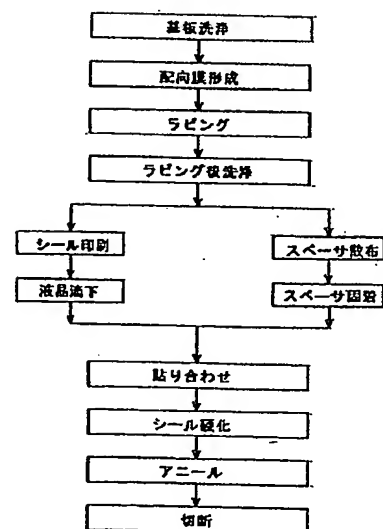 基板洗浄
配向膜形成
ラビング
ラビング後洗浄
シール印刷
スペーサ散布
液晶滴下
スペーサ固着
貼り合わせ
シール硬化
アニール
切断